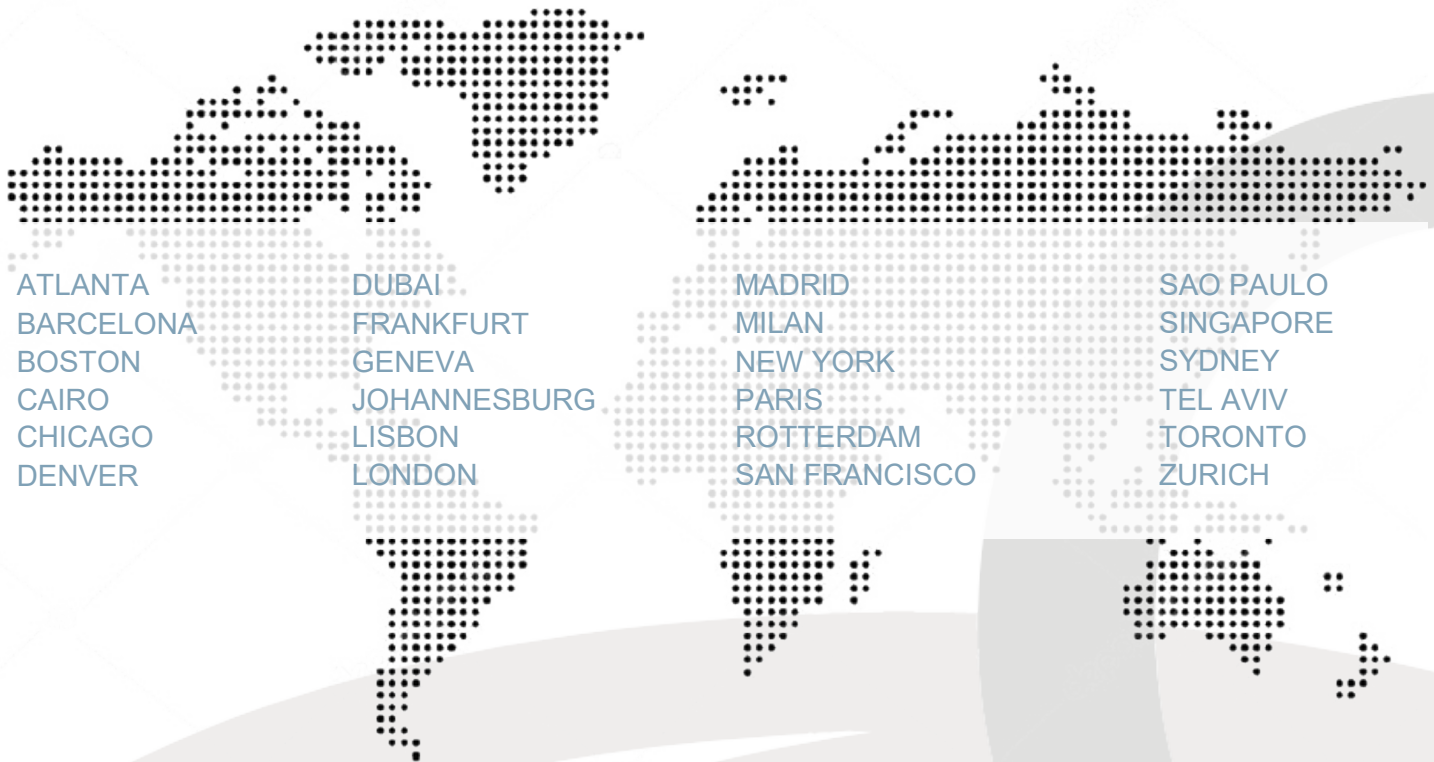 ATLANTA
BARCELONA
BOSTON
CAIRO
CHICAGO
DENVER
DUBAI
FRANKFURT
GENEVA
JOHANNESBURG
LISBON
LONDON
MADRID
MILAN
NEW YORK
PARIS
ROTTERDAM
SAN FRANCISCO
SAO PAULO
SINGAPORE
SYDNEY
TEL AVIV
TORONTO
ZURICH